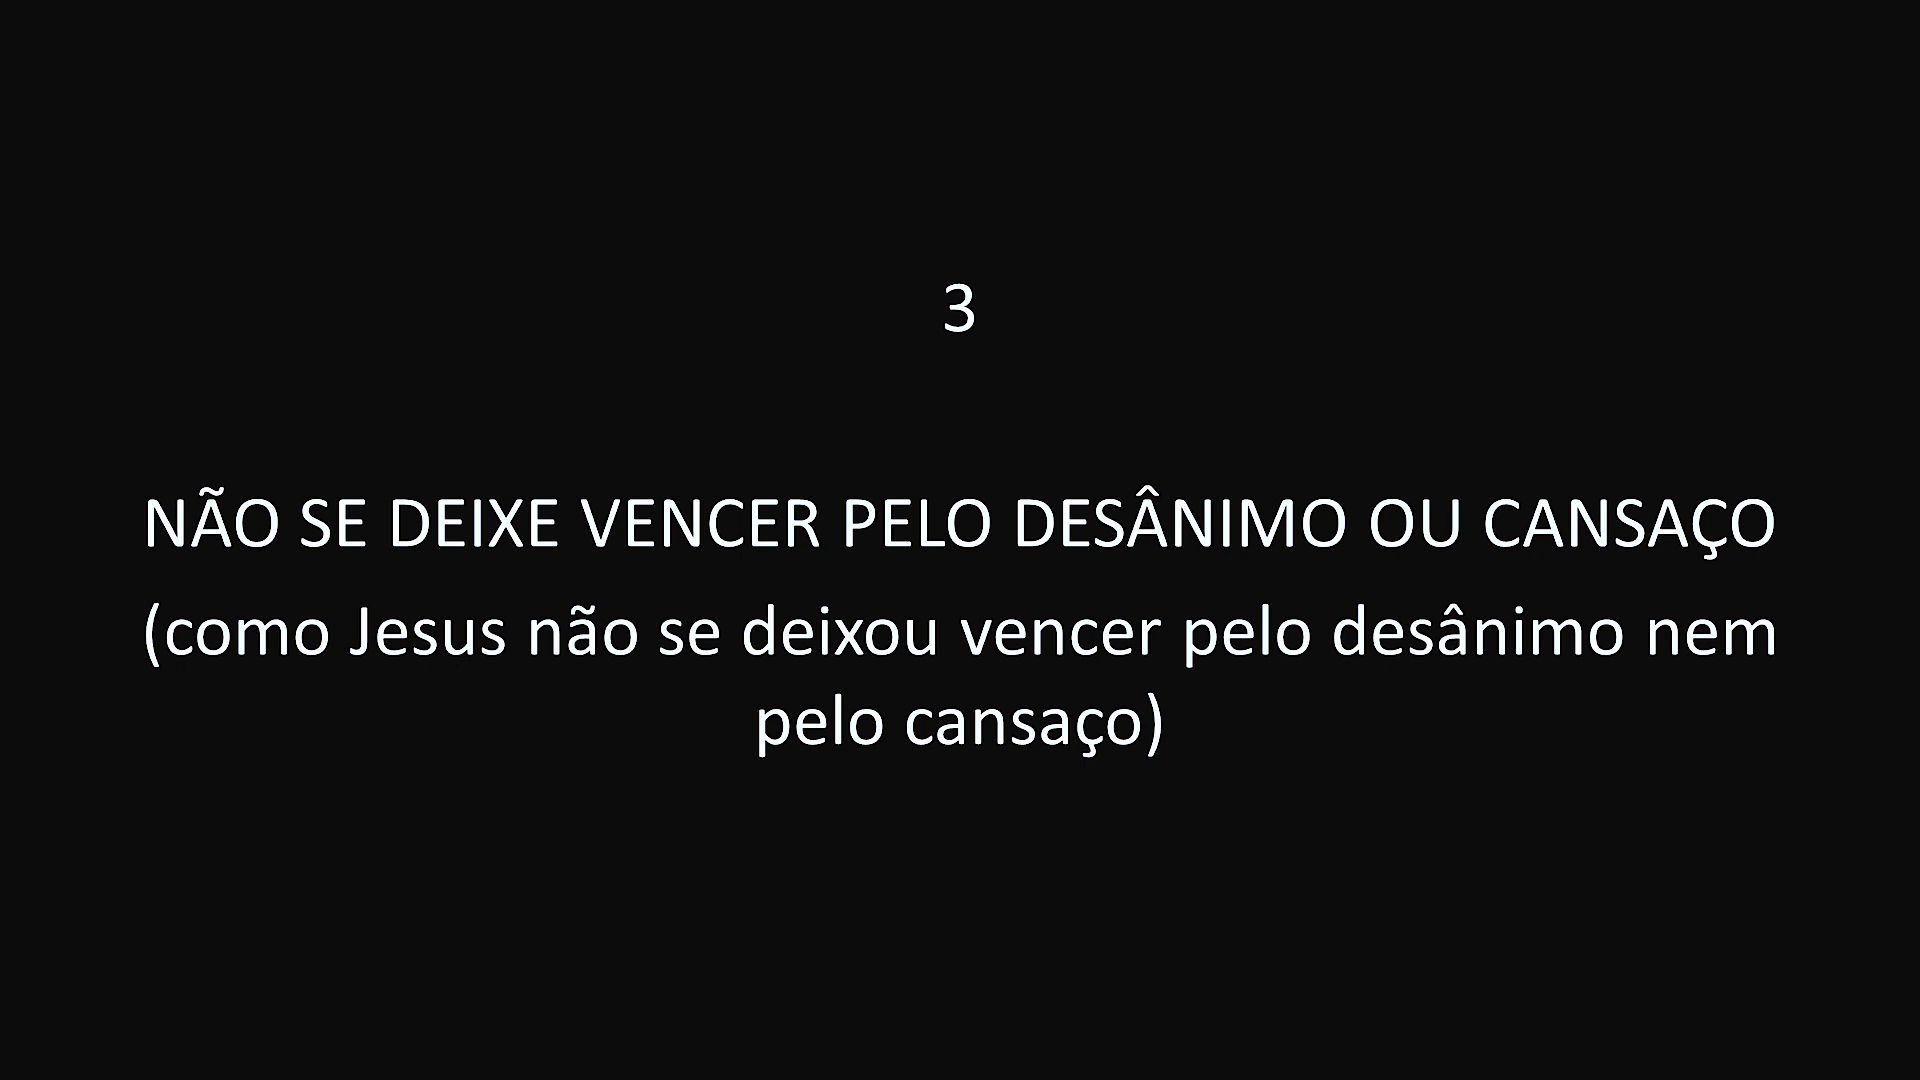 3
NÃO SE DEIXE VENCER PELO DESÂNIMO OU CANSAÇO
(como Jesus não se deixou vencer pelo desânimo nem
pelo cansaço)